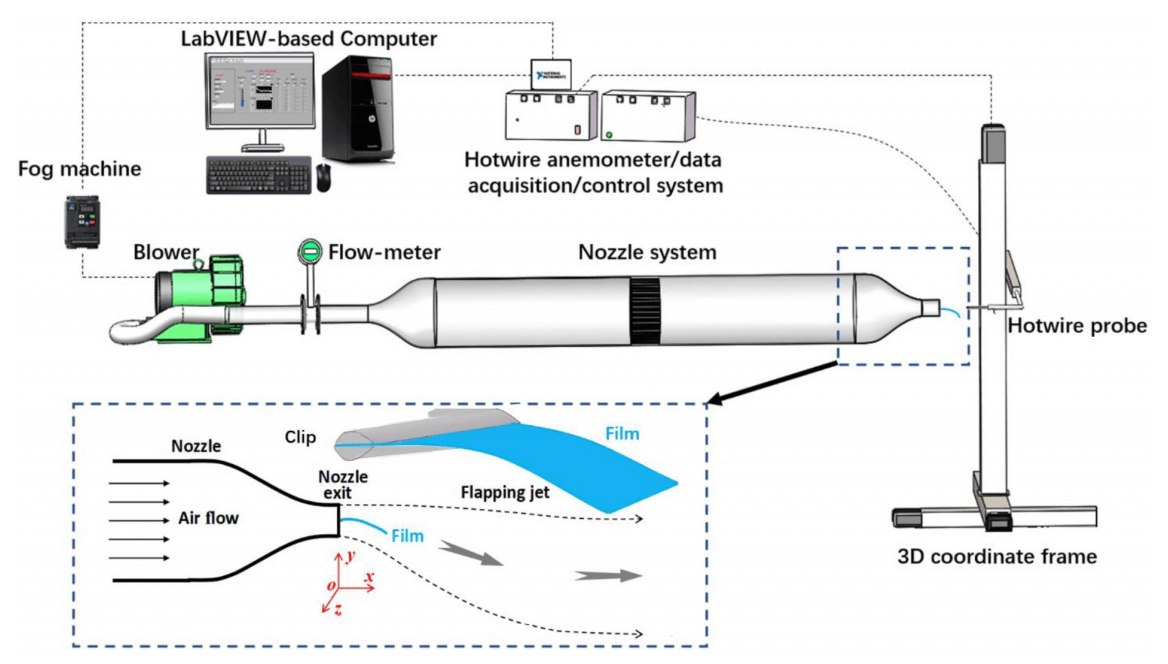 LabVIEW-based Computer
NATIONAL
INSTRUMENTS
Fog machine
Hotwire anemometer/data
acquisition/control system
Blower
Flow-meter
Nozzle system
Hotwire probe
Clip
Film
Nozzle
Nozzle
exit
Flapping jet
Air flow
Film
y
o
x
z
3D coordinate frame